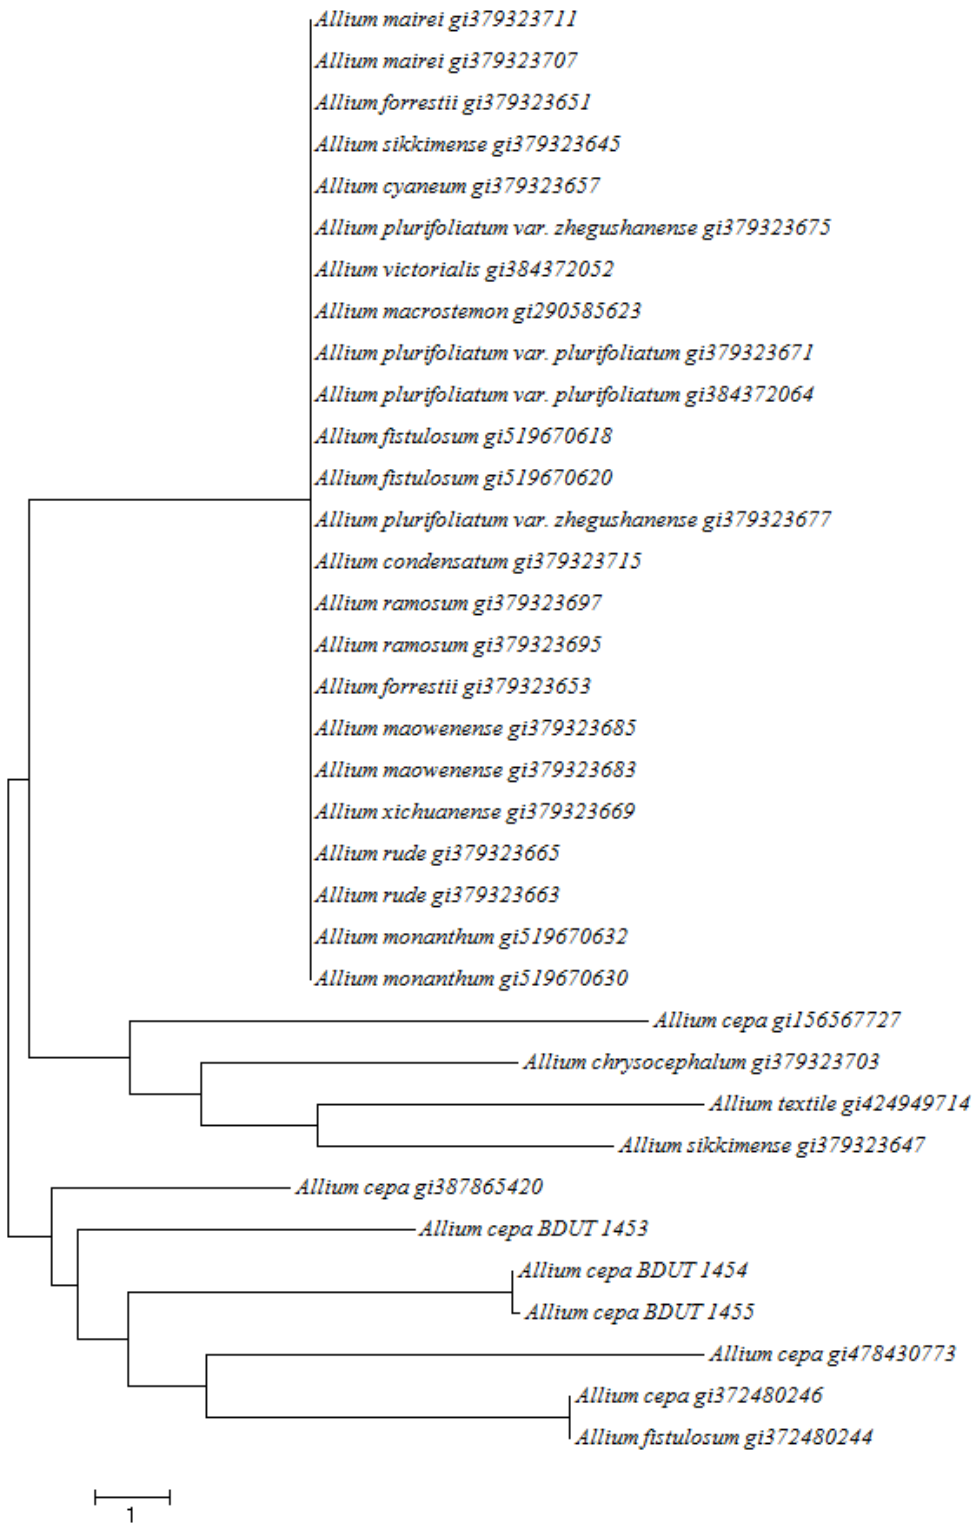 Allium mairei gi379323711
Allium mairei gi379323707
Allium forrestii gi379323651
Allium sikkimense gi379323645
Allium cyaneum gi379323657
Allium plurifoliatum var. zhegushanense gi379323675
Allium victorialis gi384372052
Allium macrostemon gi290585623
Allium plurifoliatum var. plurifoliatum gi379323671
Allium plurifoliatum var. plurifoliatum gi384372064
Allium fistulosum gi519670618
Allium fistulosum gi519670620
Allium plurifoliatum var. zhegushanense gi379323677
Allium condensatum gi379323715
Allium ramosum gi379323697
Allium ramosum gi379323695
Allium forrestii gi379323653
Allium maowenense gi379323685
Allium maowenense gi379323683
Allium xichuanense gi379323669
Allium rude gi379323665
Allium rude gi379323663
Allium monanthum gi519670632
Allium monanthum gi519670630
Allium cepa gi156567727
Allium chrysocephalum gi379323703
Allium textile gi424949714
Allium sikkimense gi379323647
Allium cepa gi387865420
Allium cepa BDUT 1453
Allium cepa BDUT 1454
Allium cepa BDUT 1455
Allium cepa gi478430773
Allium cepa gi372480246
Allium fistulosum gi372480244
1